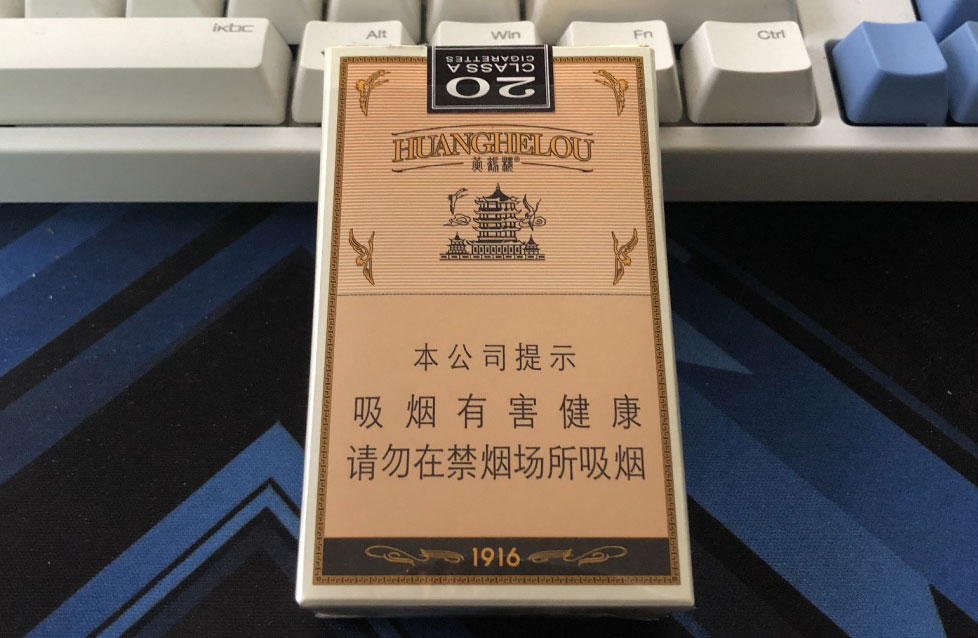 ikbc
Alt
Win
Fn
Ctrl
20
CLASS A
CIGARETTES
HUANGHELOU
黄鹤楼®
本公司提示
吸烟有害健康
请勿在禁烟场所吸烟
1916